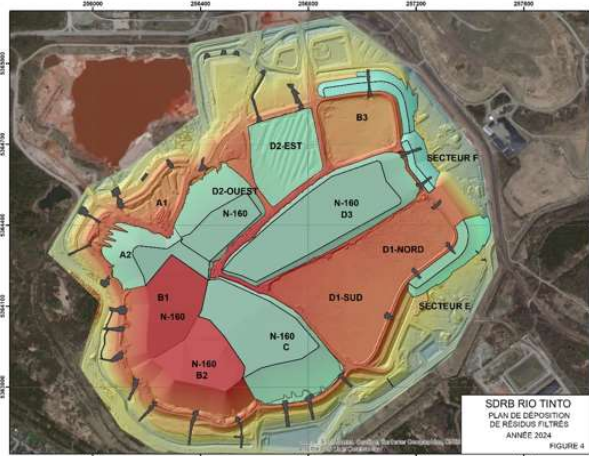 256000
256400
256800
257200
257600
5364700
5364400
5364100
B3
D2-EST
SECTEUR F
D2-OUEST
A1
N-160
N-160
D3
D1-NORD
A2
B1
D1-SUD
SECTEUR E
N-160
N-160
C
N-160
B2
SDRB RIO TINTO
PLAN DE DÉPOSITION
DE RÉSIDUS FILTRÉS
ANNÉE 2024
FIGURE 4